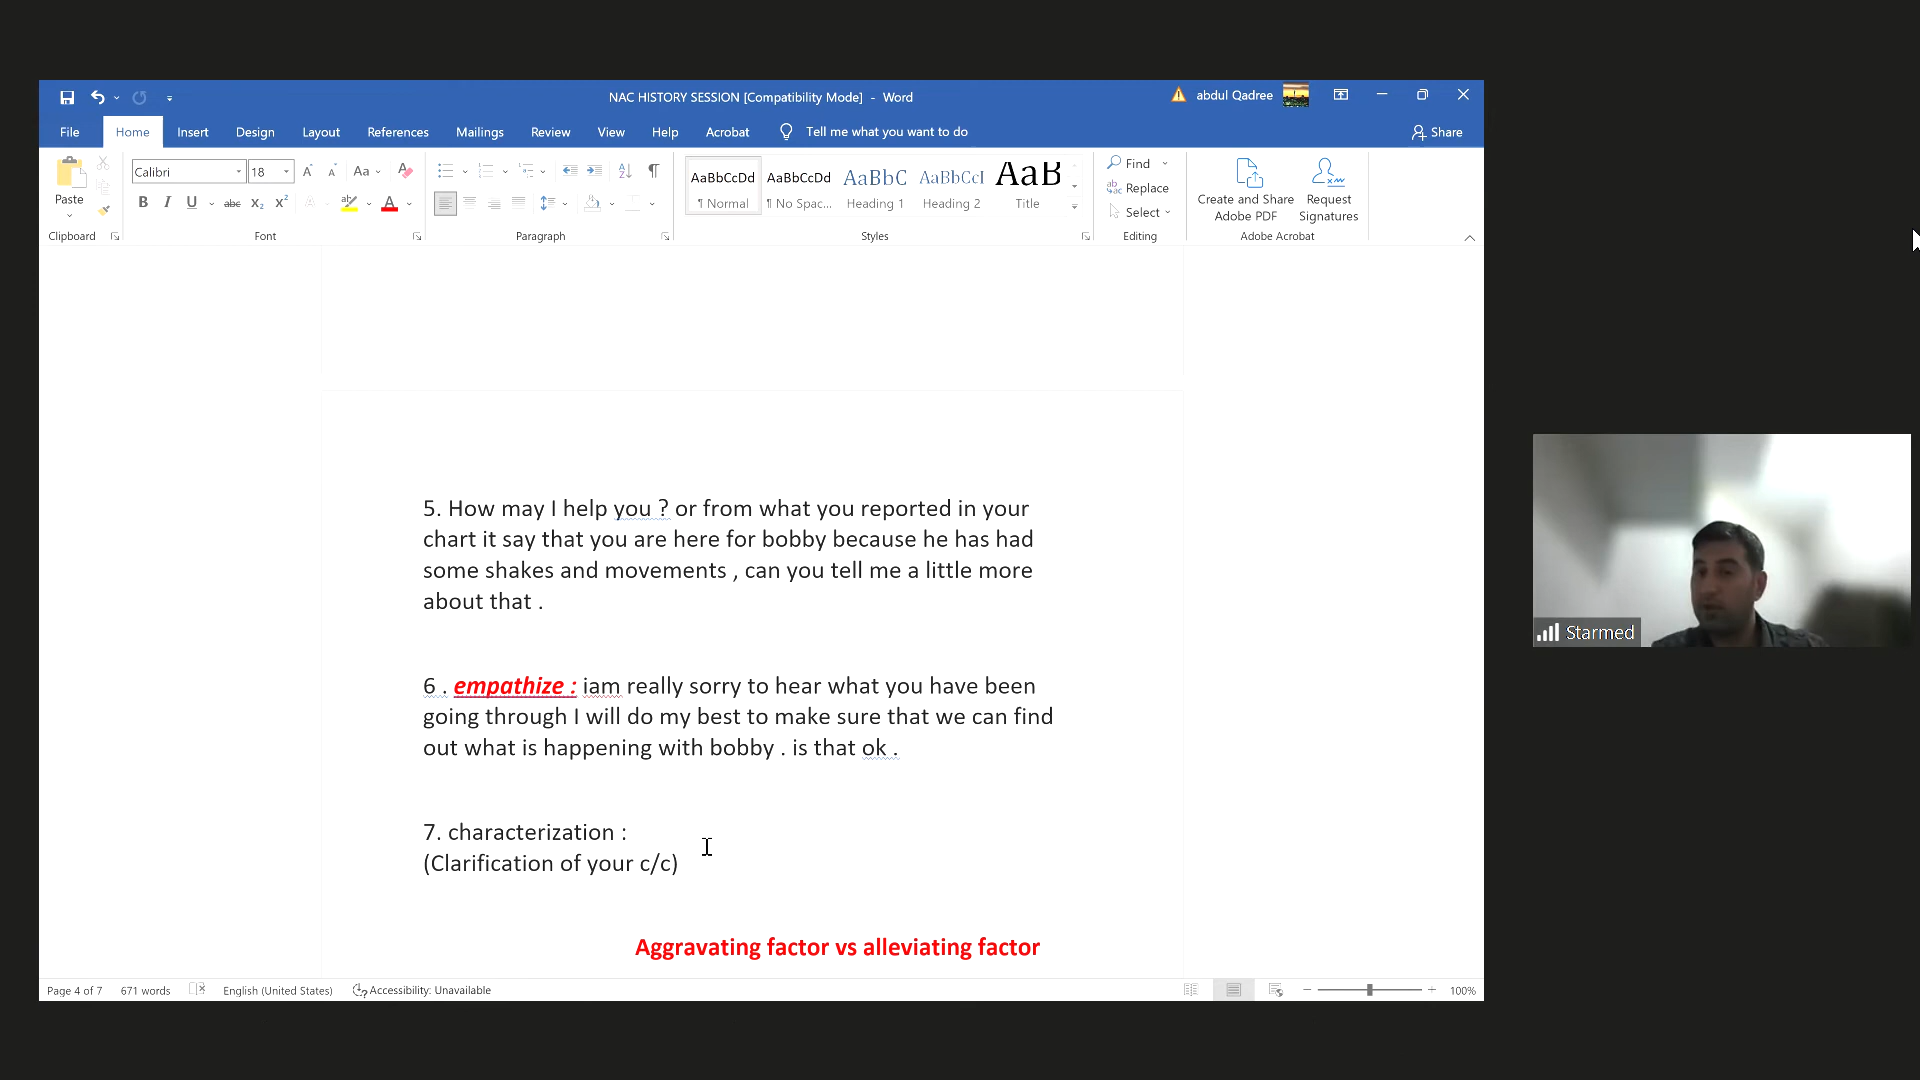 NAC HISTORY SESSION [Compatibility Mode] - Word
abdul Qadree
File Home Insert Design Layout References Mailings Review View Help Acrobat Tell me what you want to do Share
Paste
Calibri 18 Aa
B I U abc X2 X2 A A
AaBbCcDd AaBbCcDd AaBbC AaBbCcI AaB
¶ Normal ¶ No Spac... Heading 1 Heading 2 Title
Find
Replace
Select
Create and Share Adobe PDF
Request Signatures
Clipboard Font Paragraph Styles Editing Adobe Acrobat
5. How may I help you ? or from what you reported in your
chart it say that you are here for bobby because he has had
some shakes and movements , can you tell me a little more
about that .
6 . empathize : iam really sorry to hear what you have been
going through I will do my best to make sure that we can find
out what is happening with bobby . is that ok .
7. characterization :
(Clarification of your c/c)
Aggravating factor vs alleviating factor
Starmed
Page 4 of 7 671 words English (United States) Accessibility: Unavailable 100%